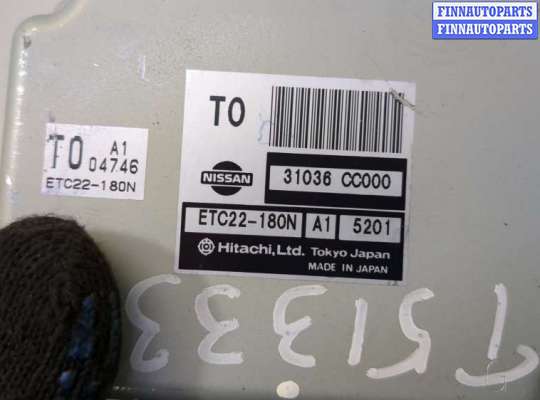 FINNAUTOPARTS
FINNAUTOPARTS
TO
A1
TO 04746
ETC22-180N
NISSAN
31036 CC000
ETC22-180N A1 5201
Hitachi, Ltd. Tokyo Japan
MADE IN JAPAN
T51333